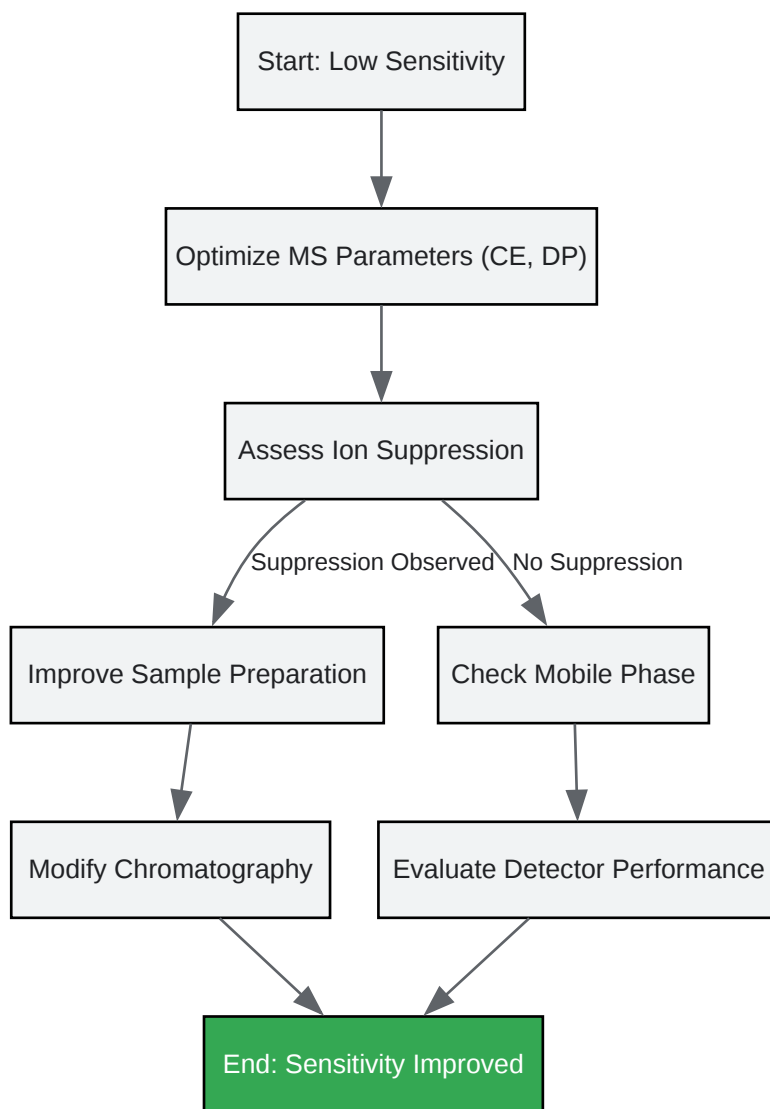 Start: Low Sensitivity
Optimize MS Parameters (CE, DP)
Assess Ion Suppression
Suppression Observed
No Suppression
Improve Sample Preparation
Check Mobile Phase
Modify Chromatography
Evaluate Detector Performance
End: Sensitivity Improved